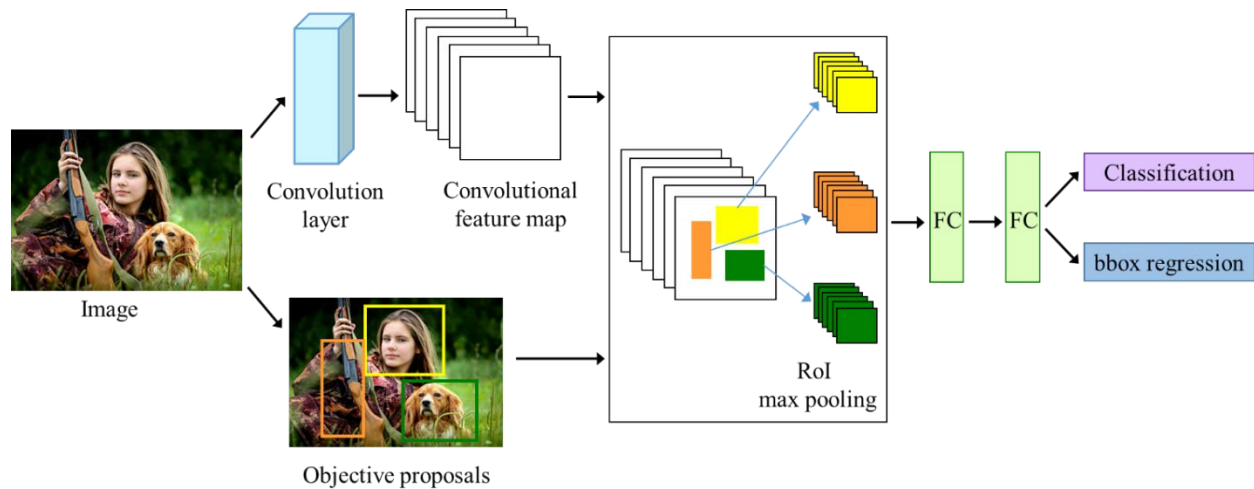 Image
Convolution
layer
Convolutional
feature map
Objective proposals
RoI
max pooling
FC
FC
Classification
bbox regression